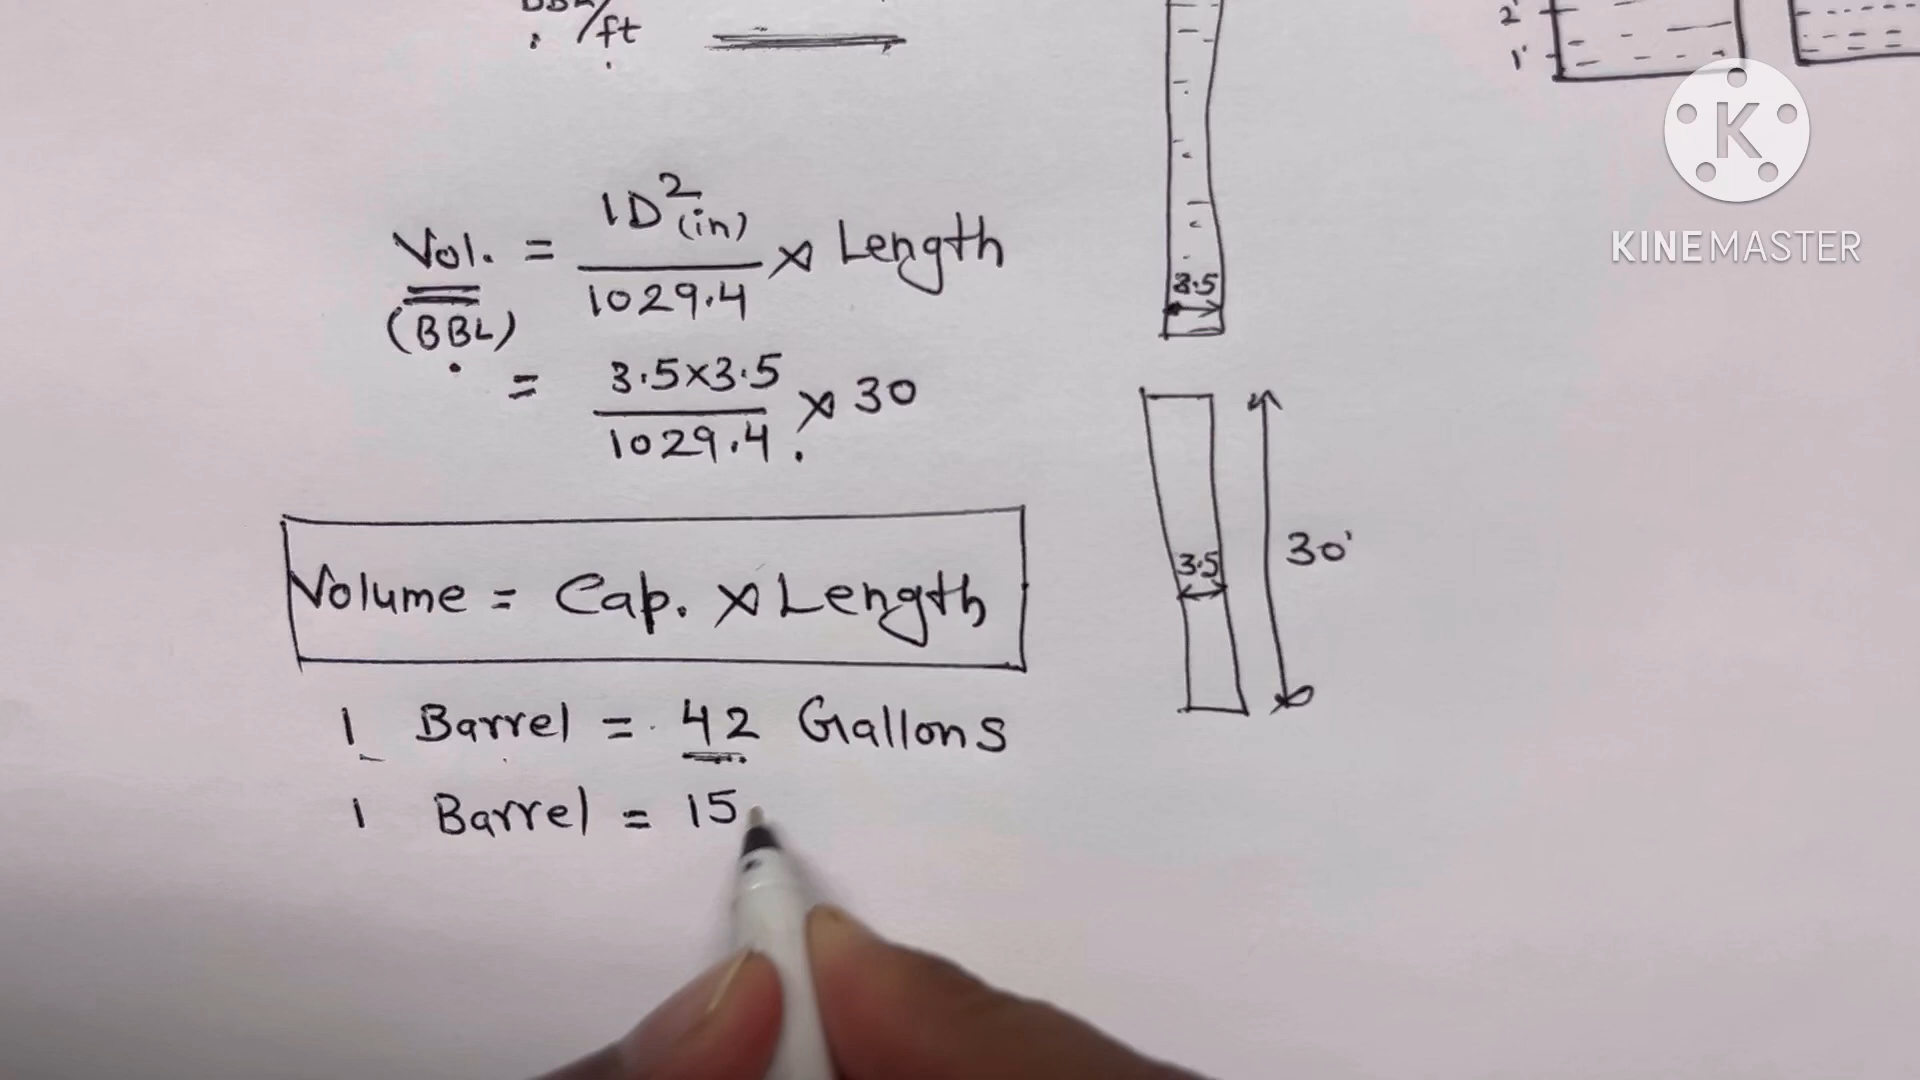 /ft
2'
1'
K
KINEMASTER
Vol. = ID²(in) / 1029.4 × Length
(BBL)
= 3.5×3.5 / 1029.4 × 30
3.5
3.5
30'
Volume = Cap. × Length
1 Barrel = 42 Gallons
1 Barrel = 15